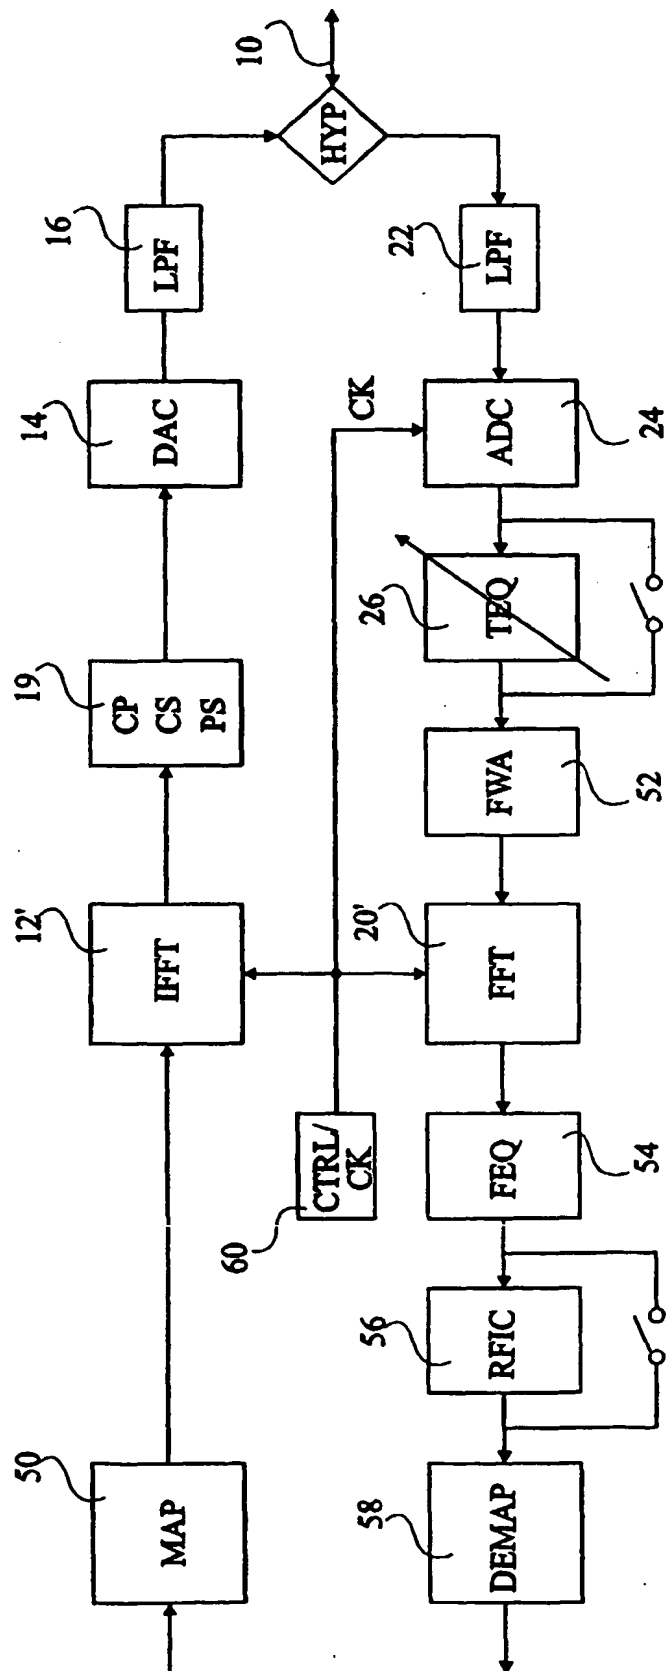 50
MAP
12'
IFFT
19
CP
CS
PS
14
DAC
16
LPF
10
HYP
60
CTRL/
CK
CK
58
DEMAP
56
RFIC
FEQ
54
20'
FFT
FWA
52
26
TEQ
ADC
24
22
LPF